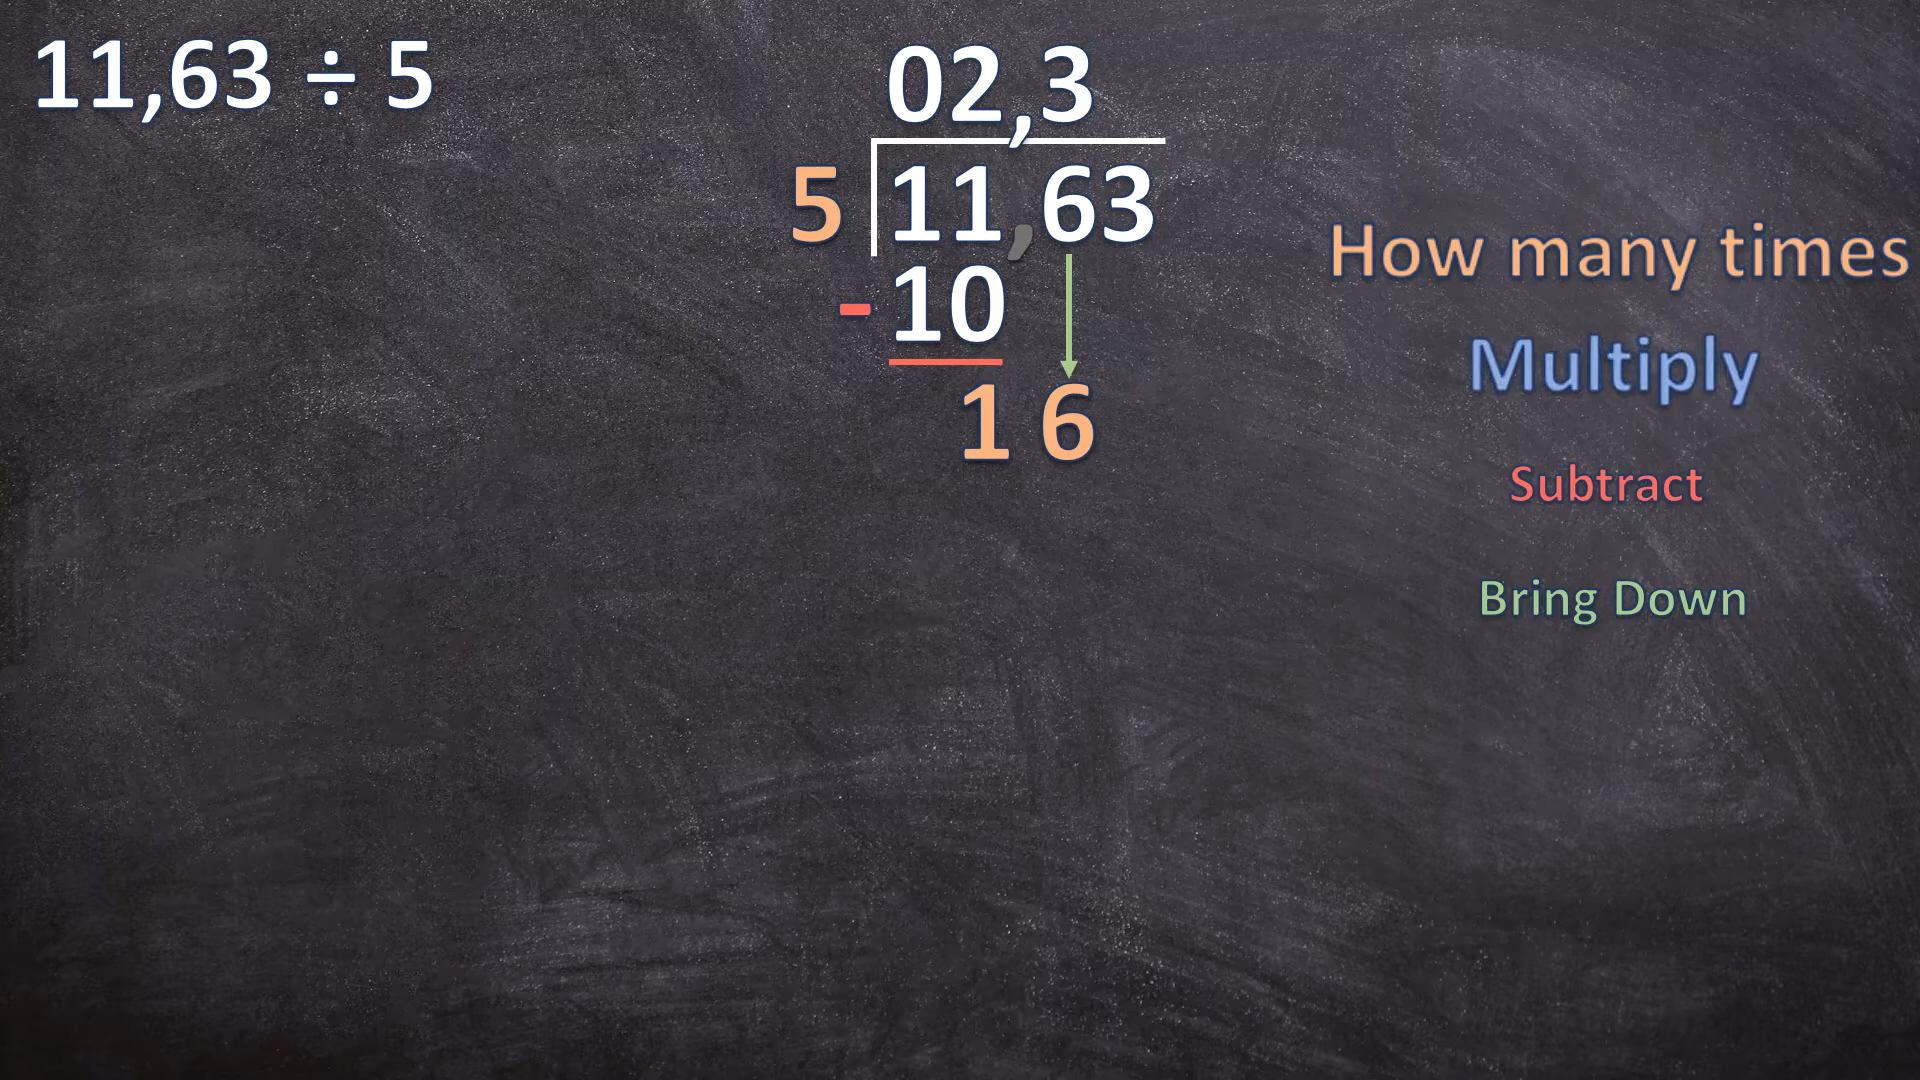 11,63 ÷ 5
02,3
5 11,63
- 10
1 6
How many times
Multiply
Subtract
Bring Down